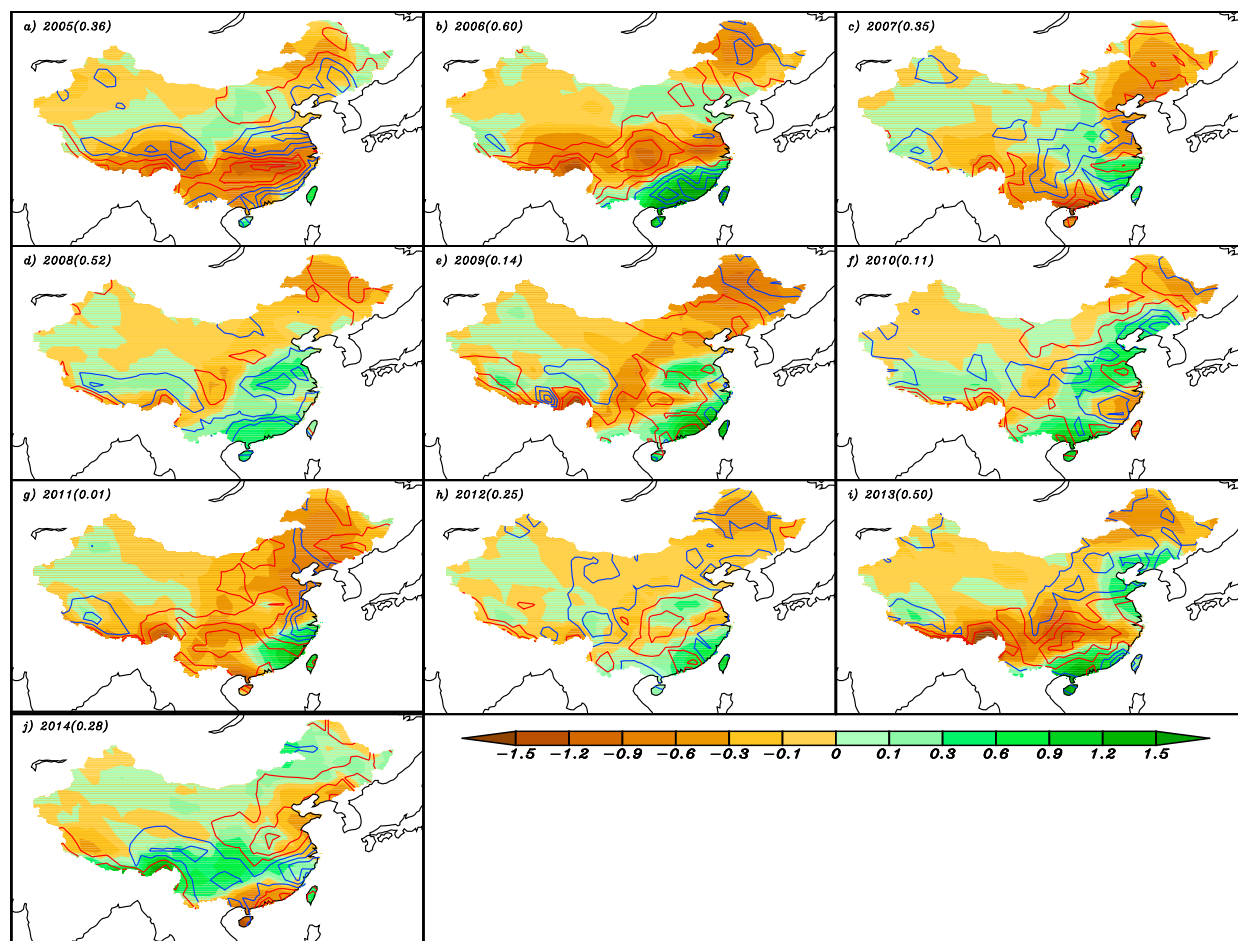 a) 2005(0.36)
b) 2006(0.60)
c) 2007(0.35)
d) 2008(0.52)
e) 2009(0.14)
f) 2010(0.11)
g) 2011(0.01)
h) 2012(0.25)
i) 2013(0.50)
j) 2014(0.28)
−1.5 −1.2 −0.9 −0.6 −0.3 −0.1 0 0.1 0.3 0.6 0.9 1.2 1.5